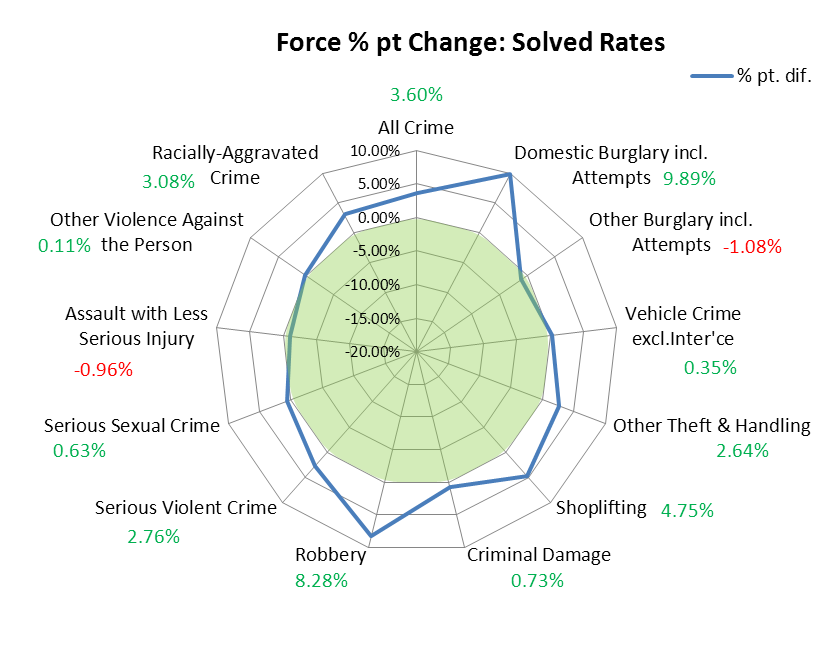 Force % pt Change: Solved Rates
% pt. dif.
3.60%
All Crime
10.00%
5.00%
0.00%
-5.00%
-10.00%
-15.00%
-20.00%
Domestic Burglary incl.
Attempts 9.89%
Other Burglary incl.
Attempts -1.08%
Vehicle Crime
excl.Inter'ce
0.35%
Other Theft & Handling
2.64%
Shoplifting 4.75%
Criminal Damage
0.73%
Robbery
8.28%
Serious Violent Crime
2.76%
Serious Sexual Crime
0.63%
Assault with Less
Serious Injury
-0.96%
Other Violence Against
0.11% the Person
Racially-Aggravated
3.08% Crime